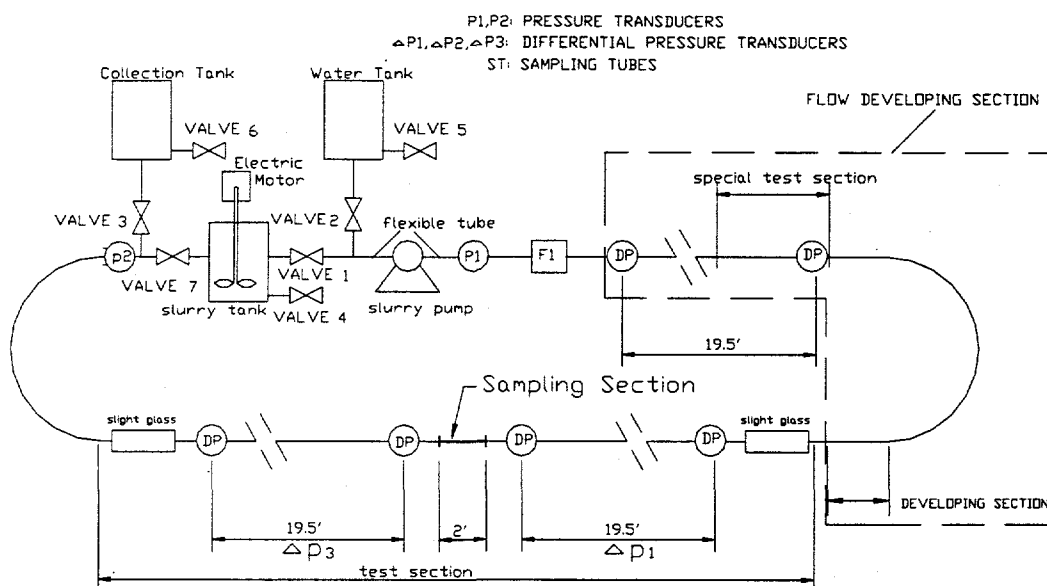 P1,P2: PRESSURE TRANSDUCERS
△P1,△P2,△P3: DIFFERENTIAL PRESSURE TRANSDUCERS
ST: SAMPLING TUBES
Collection Tank
Water Tank
FLOW DEVELOPING SECTION
VALVE 6
VALVE 5
Electric
Motor
special test section
VALVE 3
VALVE2
flexible tube
P2
P1
F1
DP
DP
VALVE 7
VALVE 1
slurry tank
VALVE 4
slurry pump
19.5'
Sampling Section
slight glass
slight glass
DP
DP
DP
DP
19.5'
2'
19.5'
DEVELOPING SECTION
△P3
△P1
test section